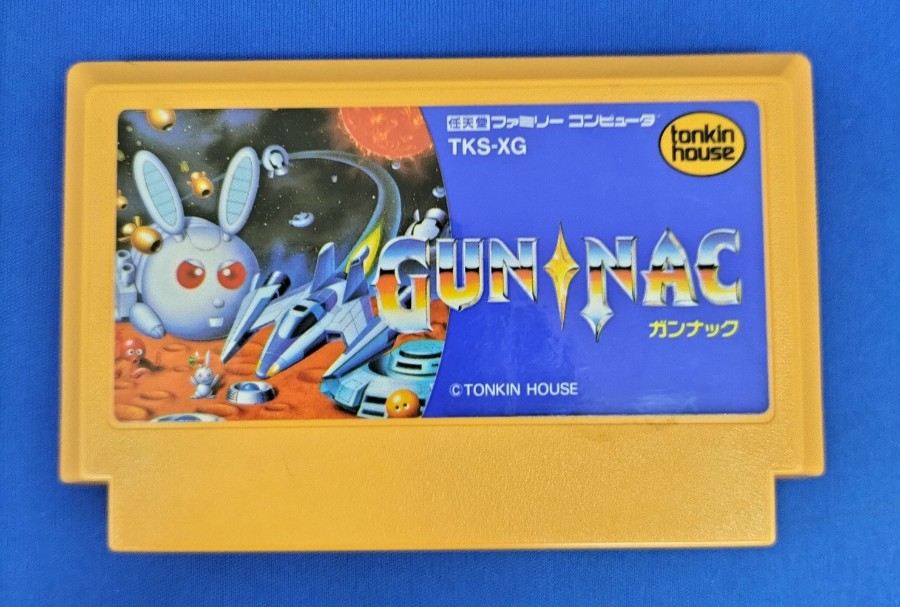 任天堂 ファミリー コンピュータ
TKS-XG
tonkin
house
GUN NAC
ガンナック
©TONKIN HOUSE